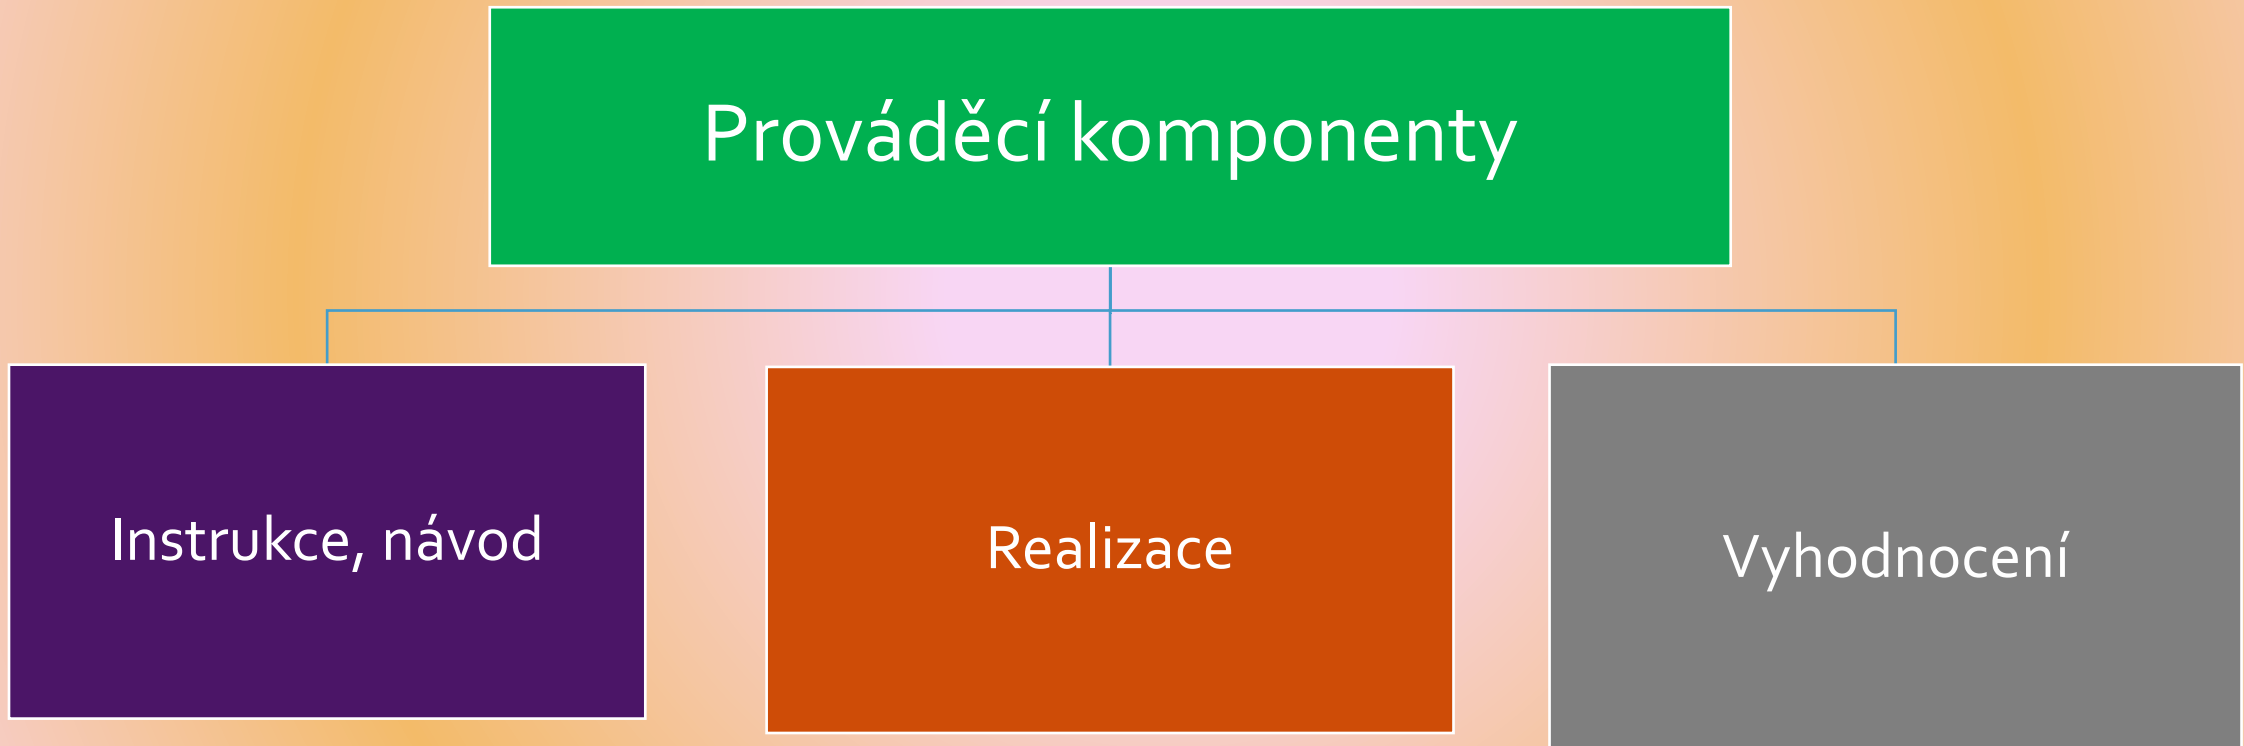 Prováděcí komponenty
Instrukce, návod
Realizace
Vyhodnocení